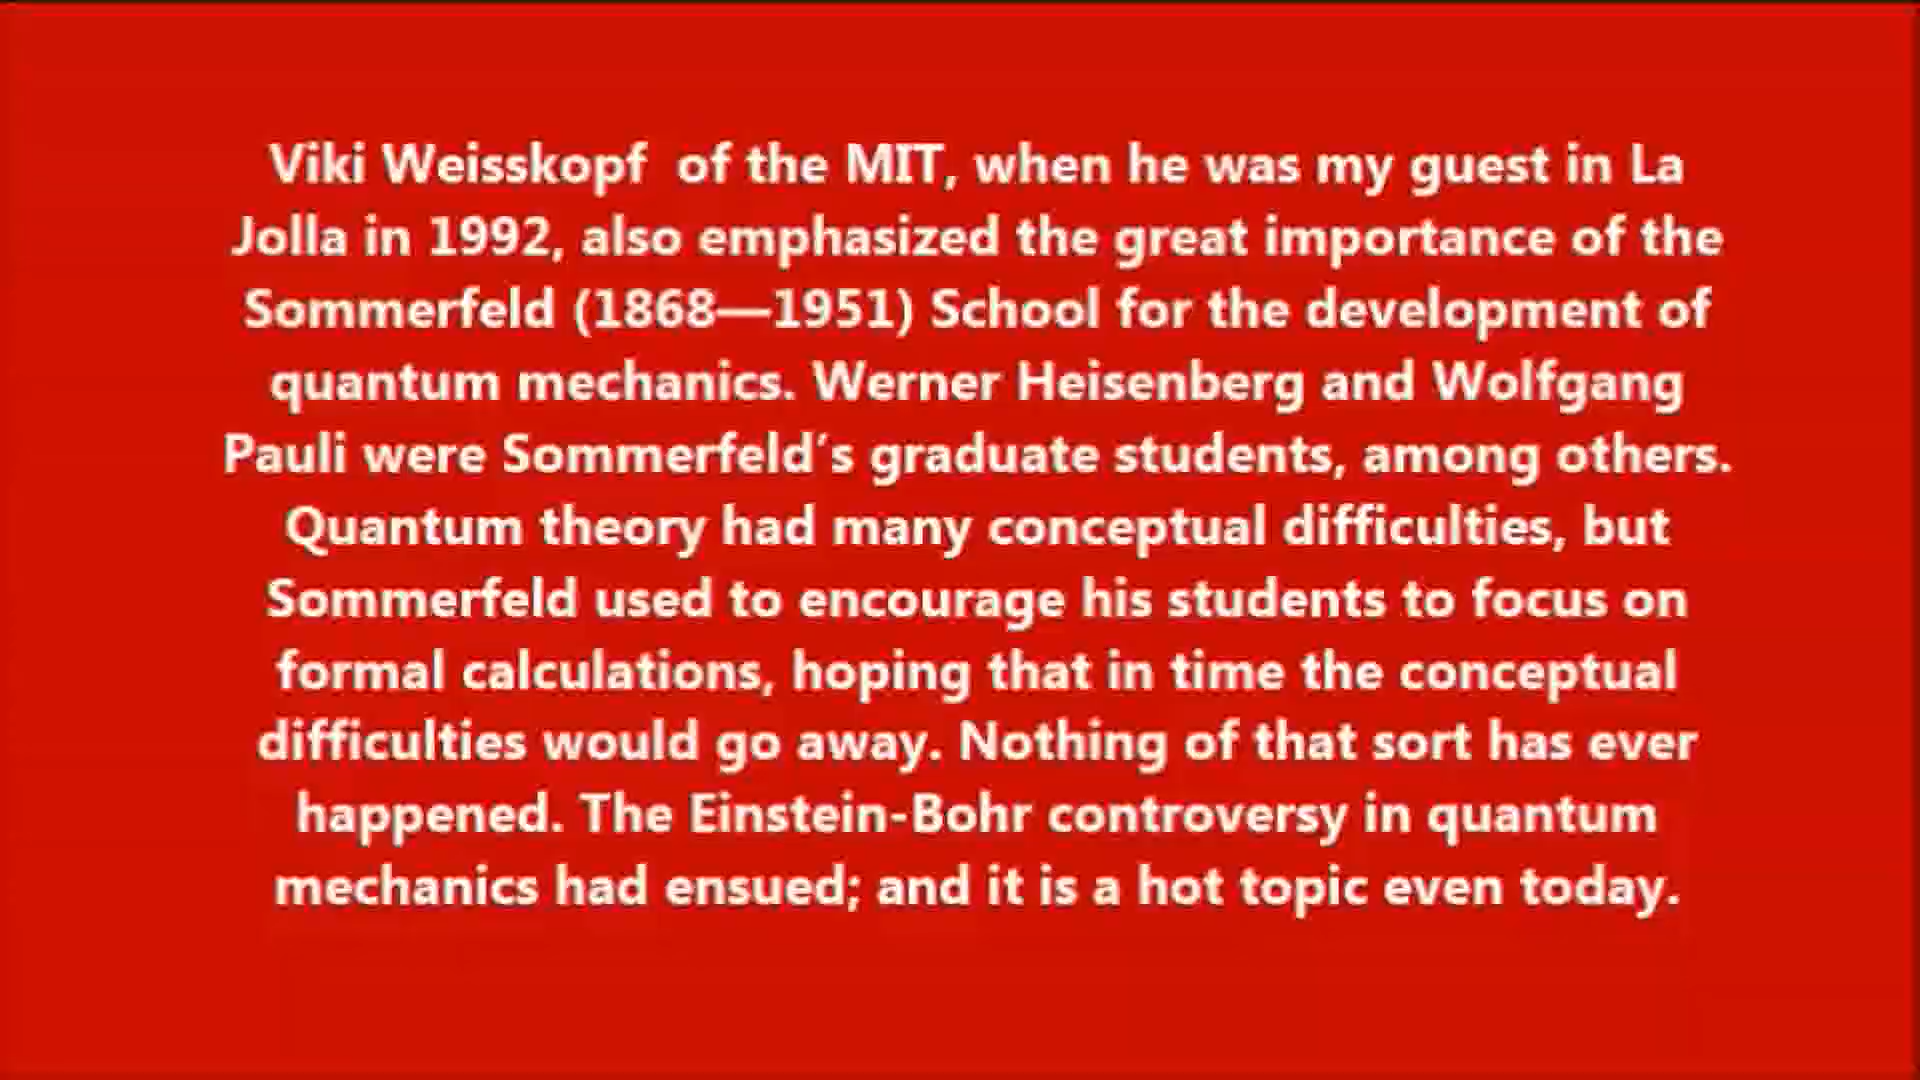 Viki Weisskopf  of the MIT, when he was my guest in La
Jolla in 1992, also emphasized the great importance of the
Sommerfeld (1868—1951) School for the development of
quantum mechanics. Werner Heisenberg and Wolfgang
Pauli were Sommerfeld’s graduate students, among others.
Quantum theory had many conceptual difficulties, but
Sommerfeld used to encourage his students to focus on
formal calculations, hoping that in time the conceptual
difficulties would go away. Nothing of that sort has ever
happened. The Einstein-Bohr controversy in quantum
mechanics had ensued; and it is a hot topic even today.